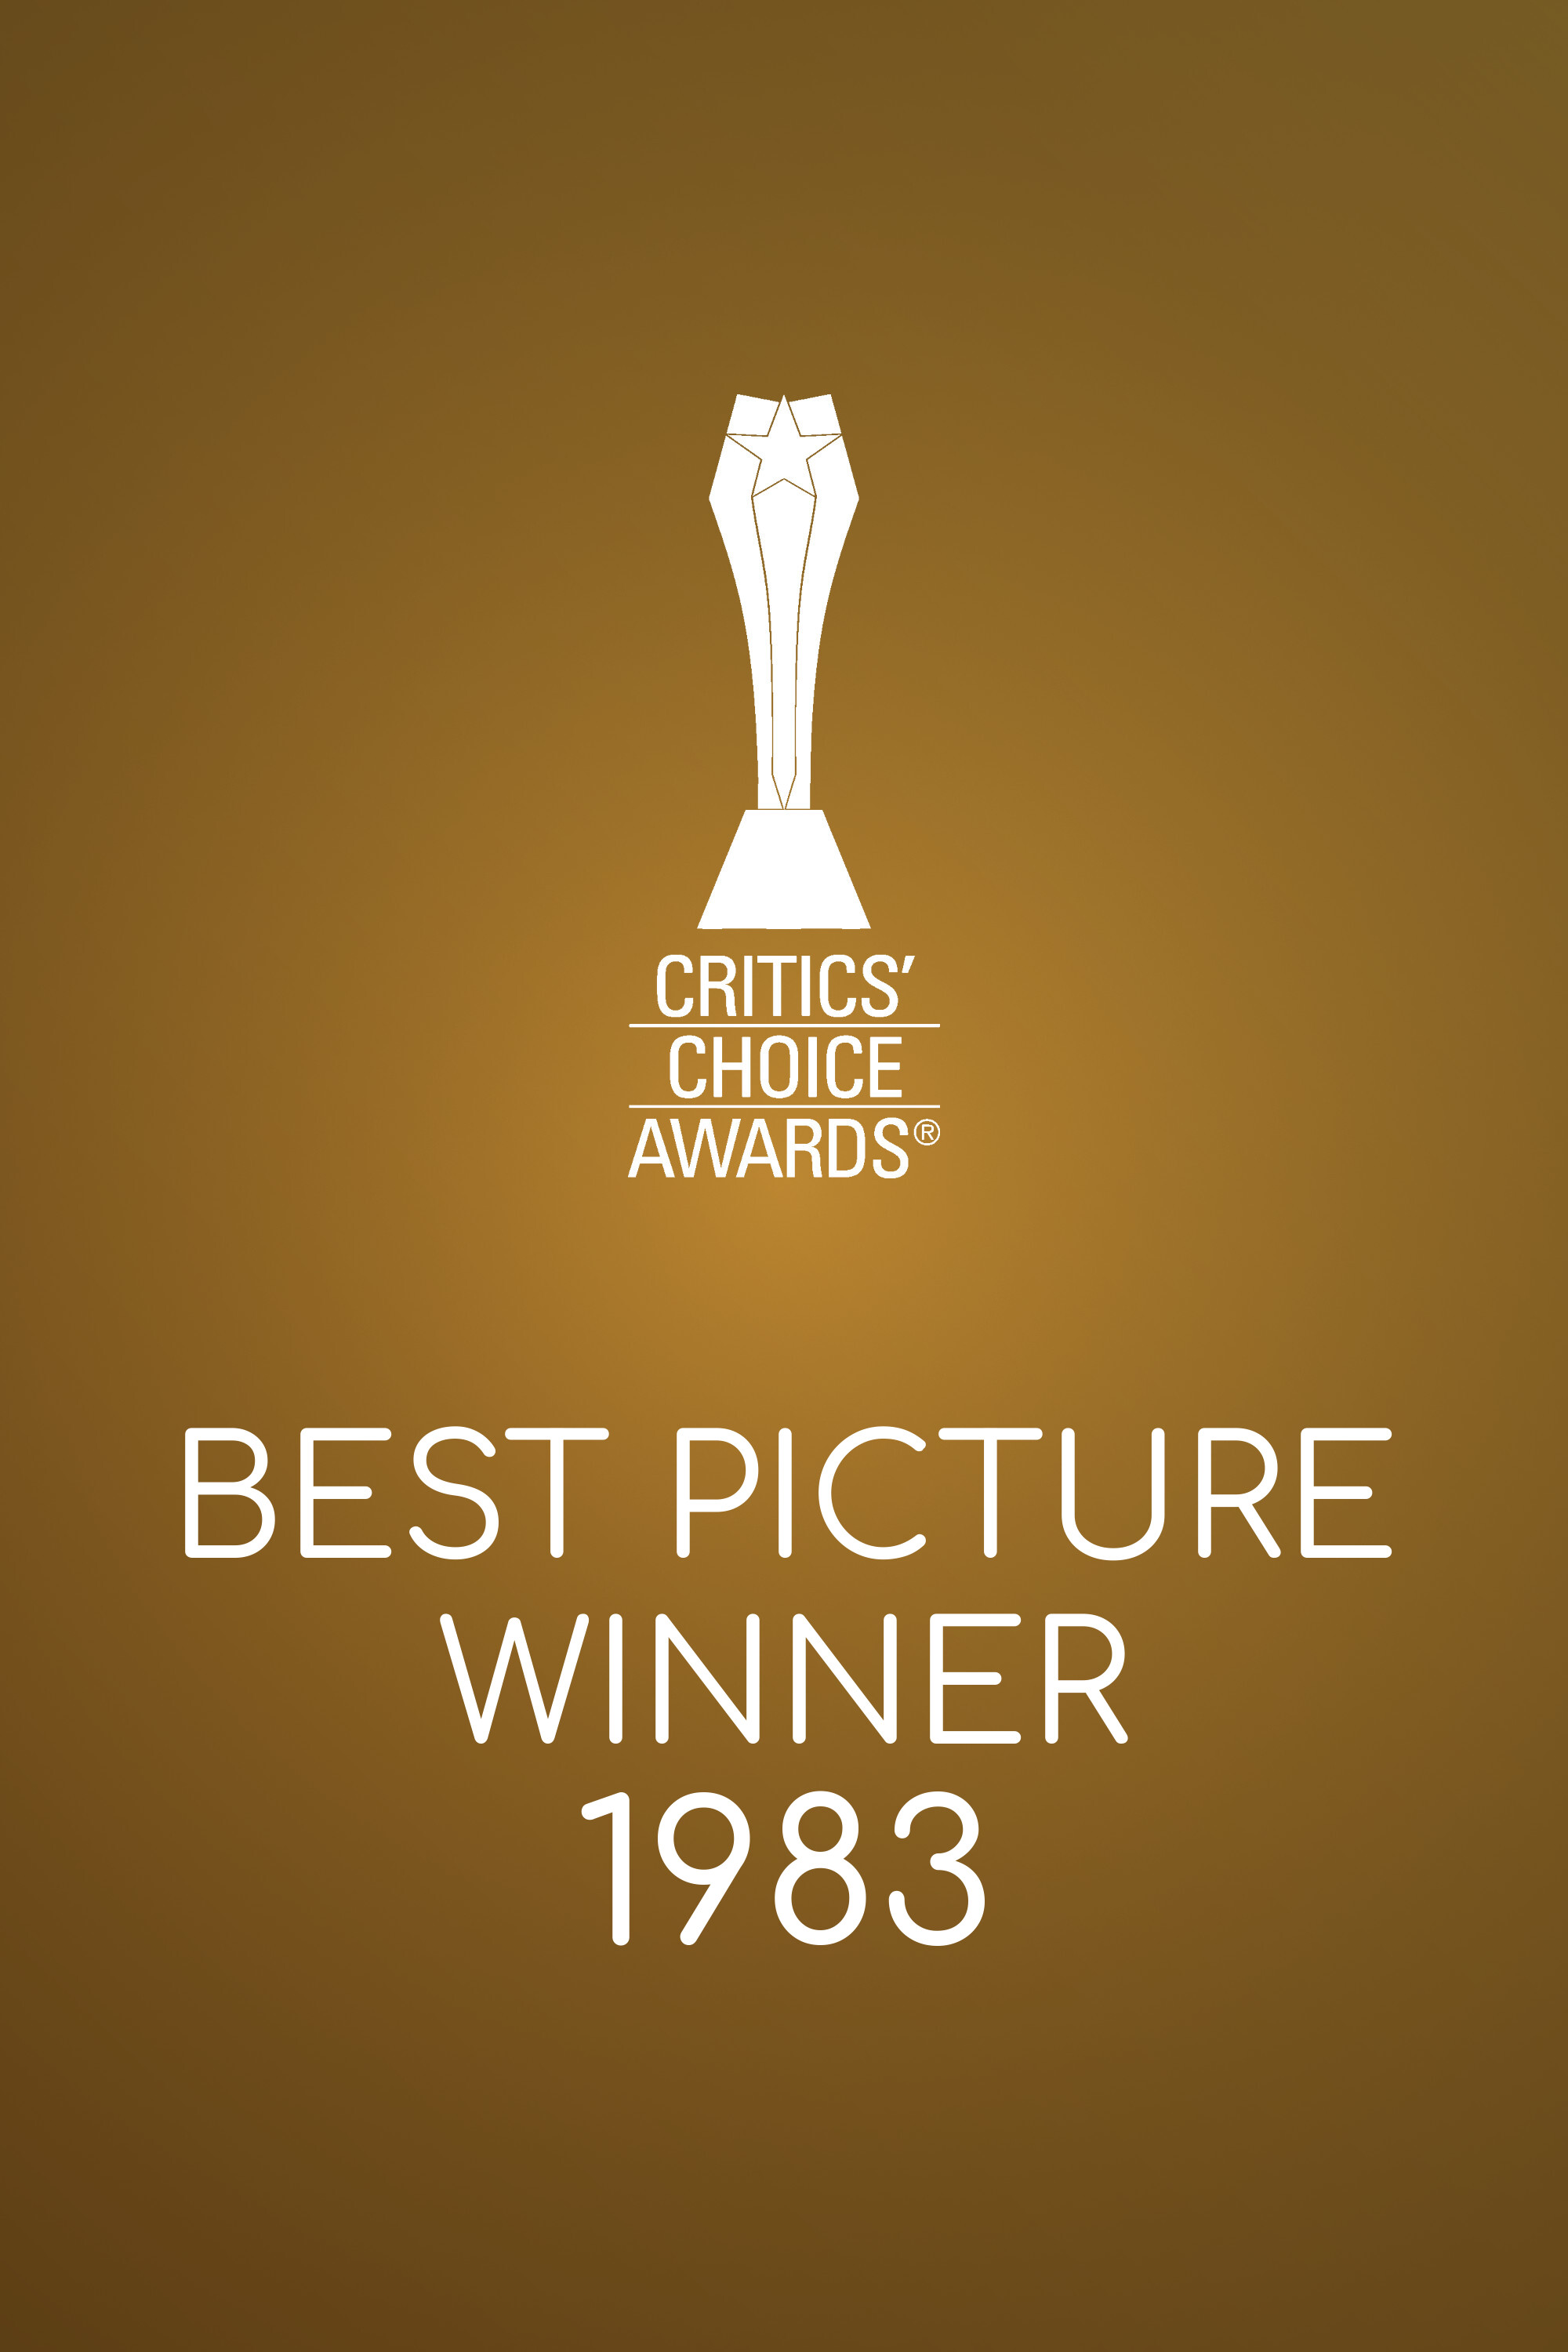 CRITICS'
CHOICE
AWARDS®
BEST PICTURE
WINNER
1983